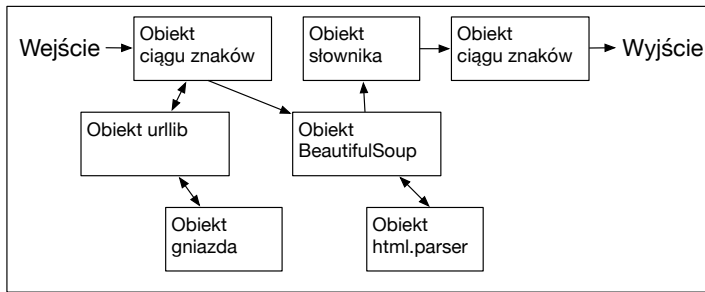 Wejście
Obiekt
ciągu znaków
Obiekt
słownika
Obiekt
ciągu znaków
Wyjście
Obiekt urllib
Obiekt
BeautifulSoup
Obiekt
gniazda
Obiekt
html.parser